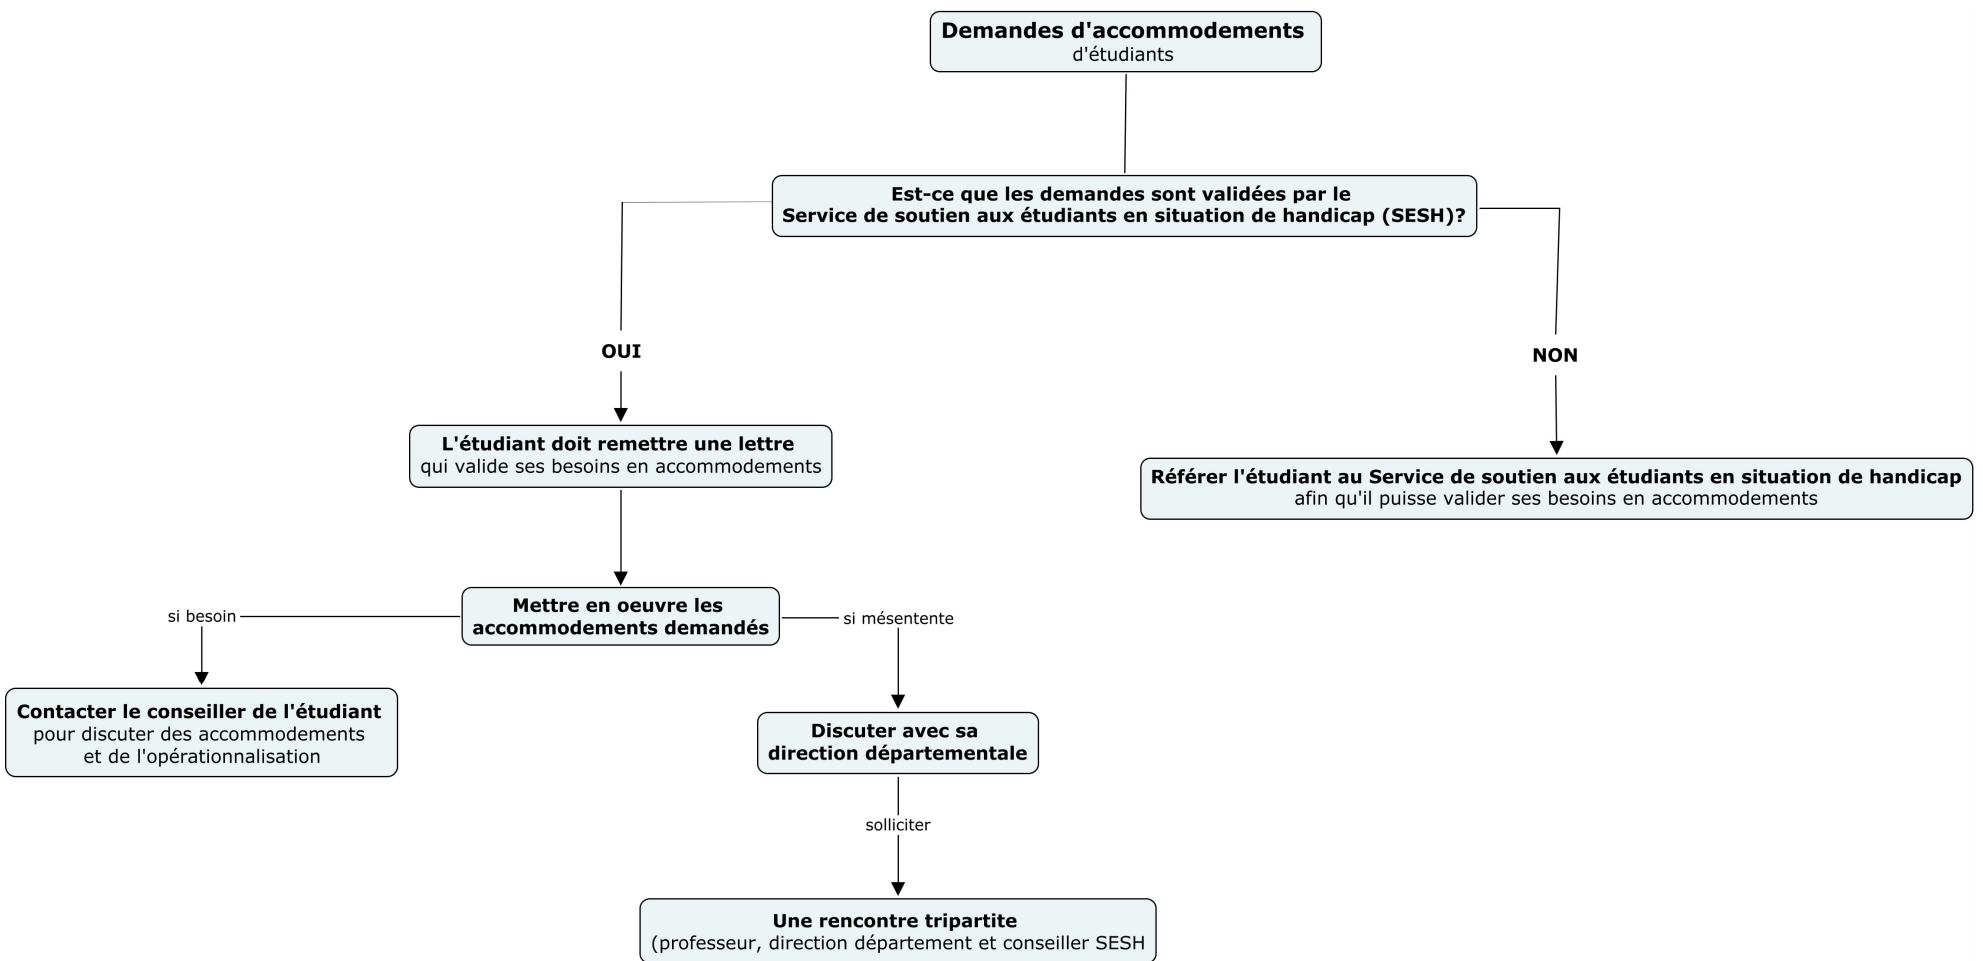 Demandes d'accommodements
d'étudiants
Est-ce que les demandes sont validées par le
Service de soutien aux étudiants en situation de handicap (SESH)?
OUI
NON
L'étudiant doit remettre une lettre
qui valide ses besoins en accommodements
Référer l'étudiant au Service de soutien aux étudiants en situation de handicap
afin qu'il puisse valider ses besoins en accommodements
Mettre en oeuvre les
accommodements demandés
si besoin
si mésentente
Contacter le conseiller de l'étudiant
pour discuter des accommodements
et de l'opérationnalisation
Discuter avec sa
direction départementale
solliciter
Une rencontre tripartite
(professeur, direction département et conseiller SESH